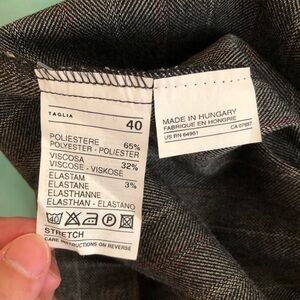 TAGLIA
40
POLIESTERE 65%
POLYESTER - POLIESTER
VISCOSA 32%
VISCOSE - VISKOSE
ELASTAM 3%
ELASTANE
ELASTHANNE
ELASTHAN - ELASTANO
P
STRETCH
CARE INSTRUCTIONS ON REVERSE
MADE IN HUNGARY
FABRIQUE EN HONGRIE
US RN 64961 CA 07687